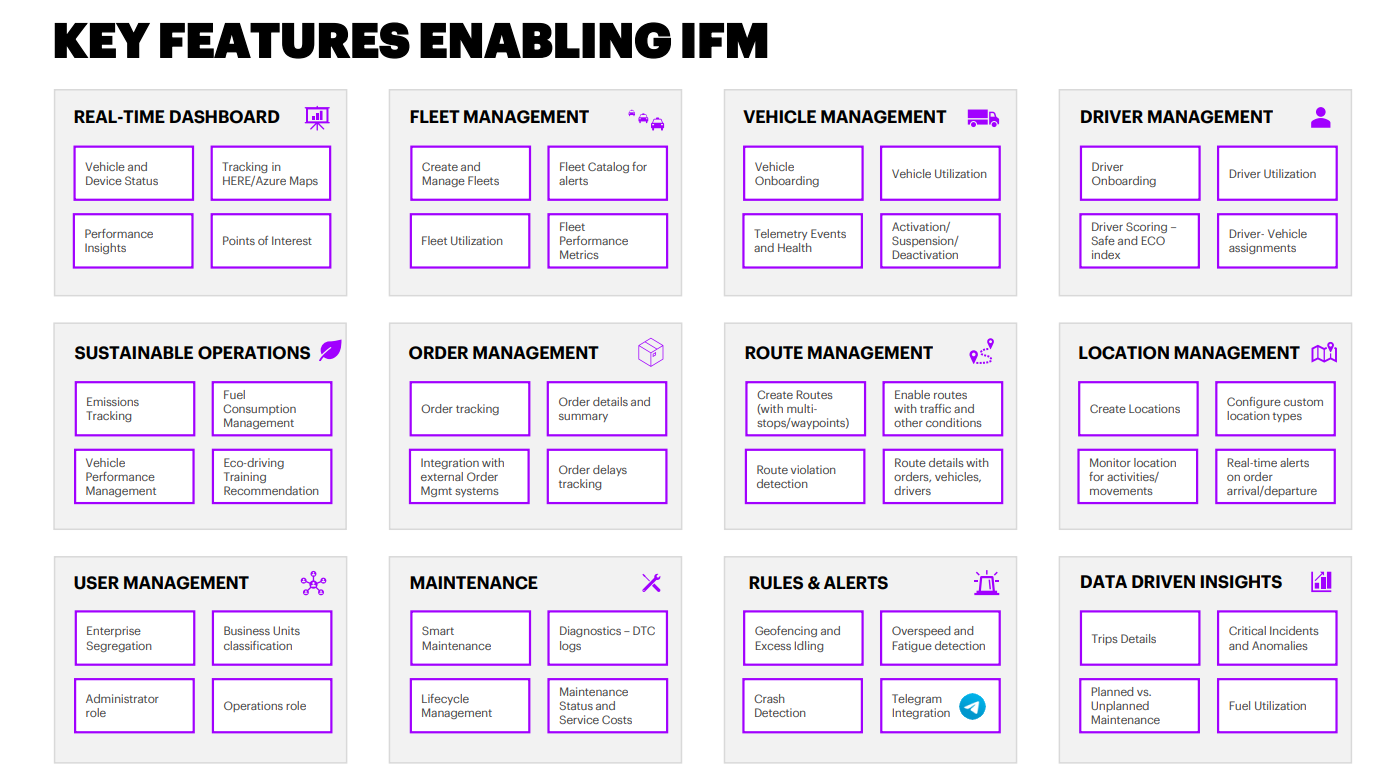 KEY FEATURES ENABLING IFM
REAL-TIME DASHBOARD
Vehicle and
Device Status
Tracking in
HERE/Azure Maps
Performance
Insights
Points of Interest
FLEET MANAGEMENT
Create and
Manage Fleets
Fleet Catalog for
alerts
Fleet Utilization
Fleet
Performance
Metrics
VEHICLE MANAGEMENT
Vehicle
Onboarding
Vehicle Utilization
Telemetry Events
and Health
Activation/
Suspension/
Deactivation
DRIVER MANAGEMENT
Driver
Onboarding
Driver Utilization
Driver Scoring –
Safe and ECO
index
Driver- Vehicle
assignments
SUSTAINABLE OPERATIONS
Emissions
Tracking
Fuel
Consumption
Management
Vehicle
Performance
Management
Eco-driving
Training
Recommendation
ORDER MANAGEMENT
Order tracking
Order details and
summary
Integration with
external Order
Mgmt systems
Order delays
tracking
ROUTE MANAGEMENT
Create Routes
(with multi-
stops/waypoints)
Enable routes
with traffic and
other conditions
Route violation
detection
Route details with
orders, vehicles,
drivers
LOCATION MANAGEMENT
Create Locations
Configure custom
location types
Monitor location
for activities/
movements
Real-time alerts
on order
arrival/departure
USER MANAGEMENT
Enterprise
Segregation
Business Units
classification
Administrator
role
Operations role
MAINTENANCE
Smart
Maintenance
Diagnostics – DTC
logs
Lifecycle
Management
Maintenance
Status and
Service Costs
RULES & ALERTS
Geofencing and
Excess Idling
Overspeed and
Fatigue detection
Crash
Detection
Telegram
Integration
DATA DRIVEN INSIGHTS
Trips Details
Critical Incidents
and Anomalies
Planned vs.
Unplanned
Maintenance
Fuel Utilization